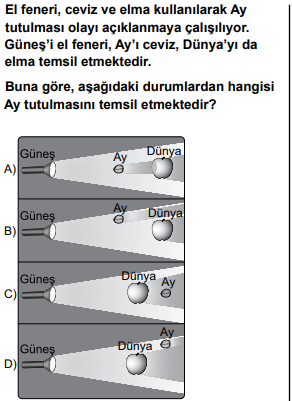 El feneri, ceviz ve elma kullanılarak Ay
tutulması olayı açıklanmaya çalışılıyor.
Güneş'i el feneri, Ay'ı ceviz, Dünya'yı da
elma temsil etmektedir.
Buna göre, aşağıdaki durumlardan hangisi
Ay tutulmasını temsil etmektedir?
A) Güneş Ay Dünya
B) Güneş Ay Dünya
C) Güneş Dünya Ay
D) Güneş Dünya Ay